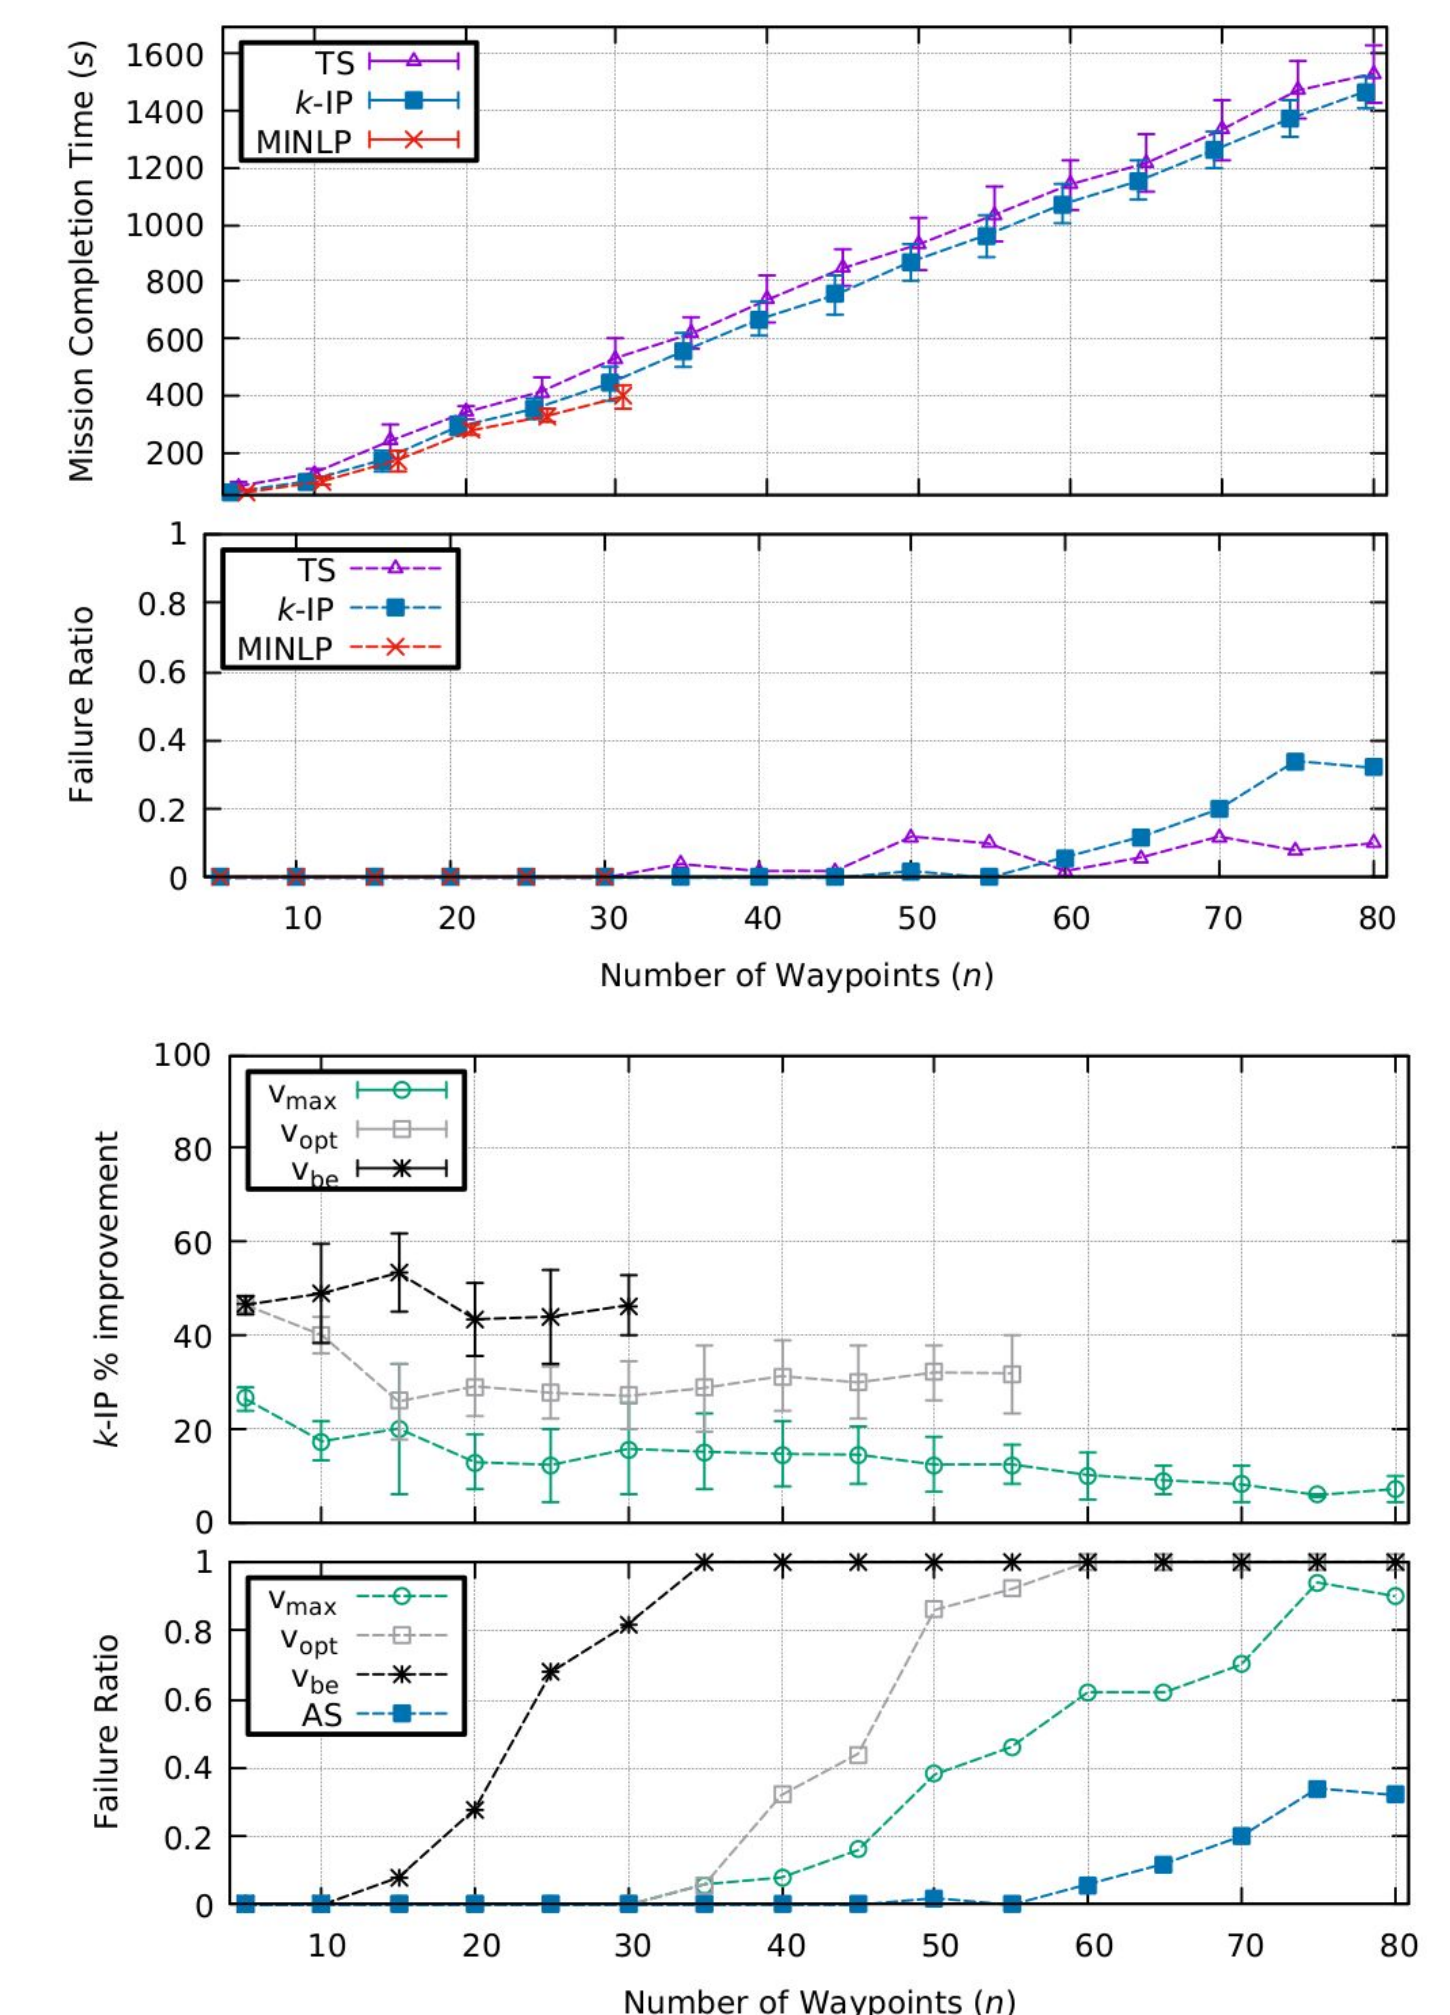 Mission Completion Time (s)
1600
1400
1200
1000
800
600
400
200
TS
k-IP
MINLP
Failure Ratio
1
0.8
0.6
0.4
0.2
0
TS
k-IP
MINLP
10 20 30 40 50 60 70 80
Number of Waypoints (n)
k-IP % improvement
100
80
60
40
20
0
vmax
vopt
vbe
Failure Ratio
1
0.8
0.6
0.4
0.2
0
vmax
vopt
vbe
AS
10 20 30 40 50 60 70 80
Number of Waypoints (n)